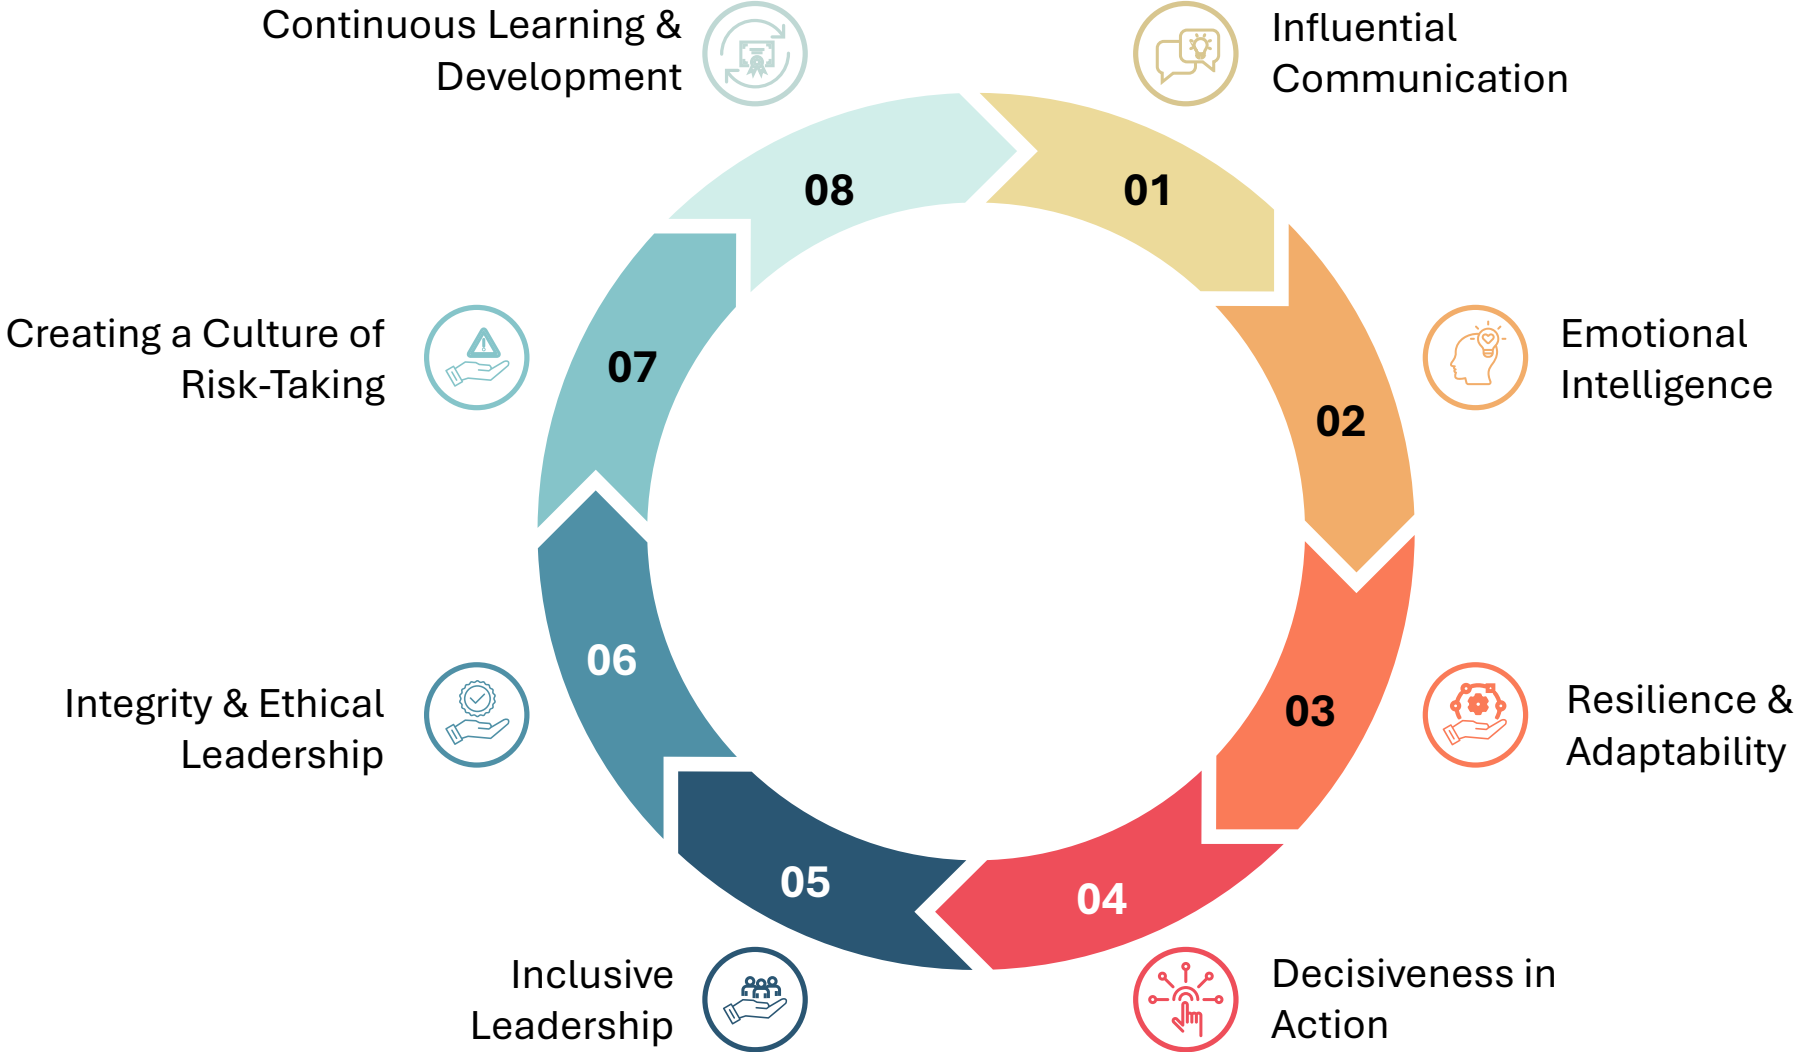 Continuous Learning &
Development
Influential
Communication
08
01
Creating a Culture of
Risk-Taking
07
Emotional
Intelligence
02
Integrity & Ethical
Leadership
06
Resilience &
Adaptability
03
05
04
Inclusive
Leadership
Decisiveness in
Action